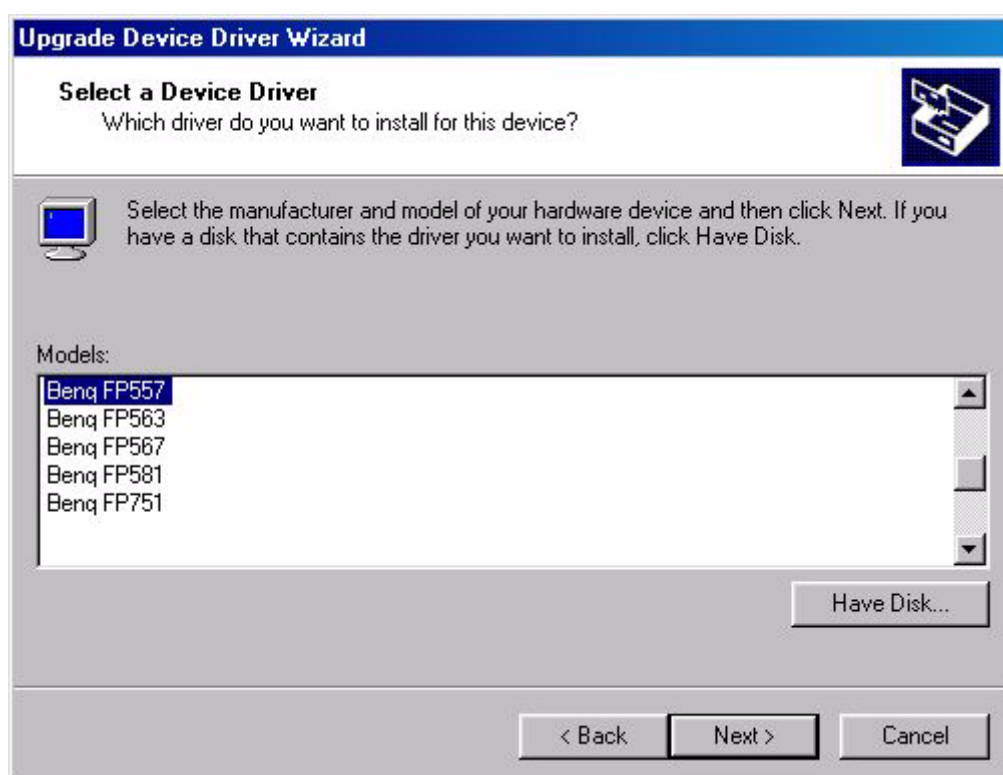 Upgrade Device Driver Wizard
Select a Device Driver
Which driver do you want to install for this device?
Select the manufacturer and model of your hardware device and then click Next. If you
have a disk that contains the driver you want to install, click Have Disk.
Models:
Benq FP557
Benq FP563
Benq FP567
Benq FP581
Benq FP751
Have Disk...
< Back Next > Cancel